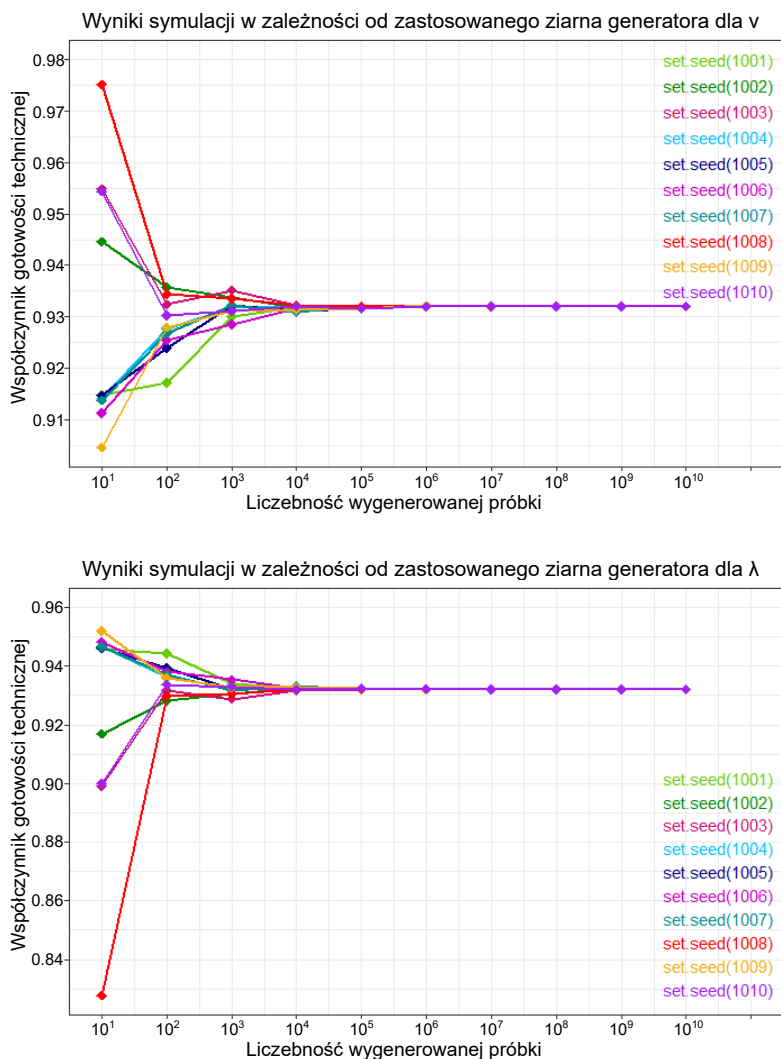 Wyniki symulacji w zależności od zastosowanego ziarna generatora dla ν
Współczynnik gotowości technicznej
0.98
0.97
0.96
0.95
0.94
0.93
0.92
0.91
set.seed(1001)
set.seed(1002)
set.seed(1003)
set.seed(1004)
set.seed(1005)
set.seed(1006)
set.seed(1007)
set.seed(1008)
set.seed(1009)
set.seed(1010)
10¹ 10² 10³ 10⁴ 10⁵ 10⁶ 10⁷ 10⁸ 10⁹ 10¹⁰
Liczebność wygenerowanej próbki
Wyniki symulacji w zależności od zastosowanego ziarna generatora dla λ
Współczynnik gotowości technicznej
0.96
0.94
0.92
0.90
0.88
0.86
0.84
set.seed(1001)
set.seed(1002)
set.seed(1003)
set.seed(1004)
set.seed(1005)
set.seed(1006)
set.seed(1007)
set.seed(1008)
set.seed(1009)
set.seed(1010)
10¹ 10² 10³ 10⁴ 10⁵ 10⁶ 10⁷ 10⁸ 10⁹ 10¹⁰
Liczebność wygenerowanej próbki